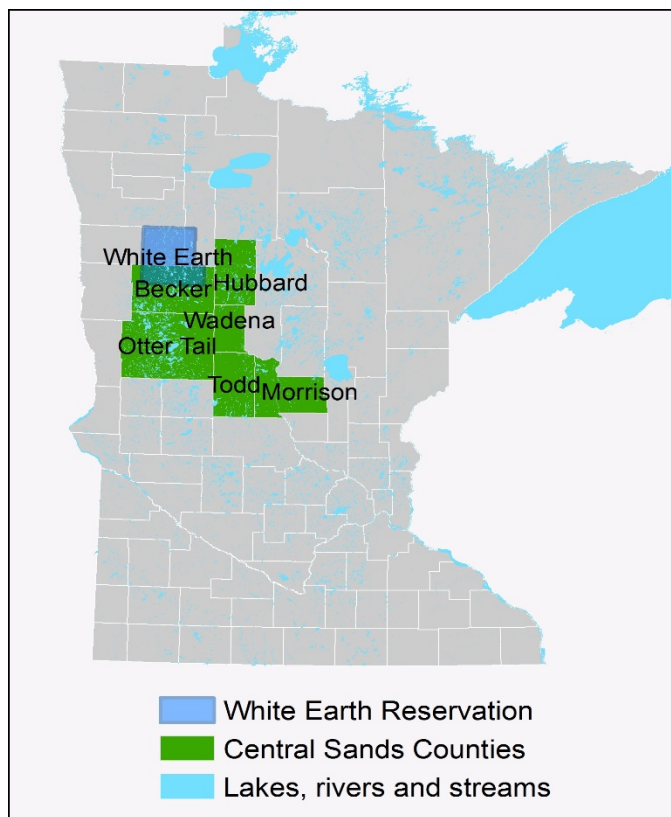 White Earth
Becker
Hubbard
Wadena
Otter Tail
Todd
Morrison
White Earth Reservation
Central Sands Counties
Lakes, rivers and streams